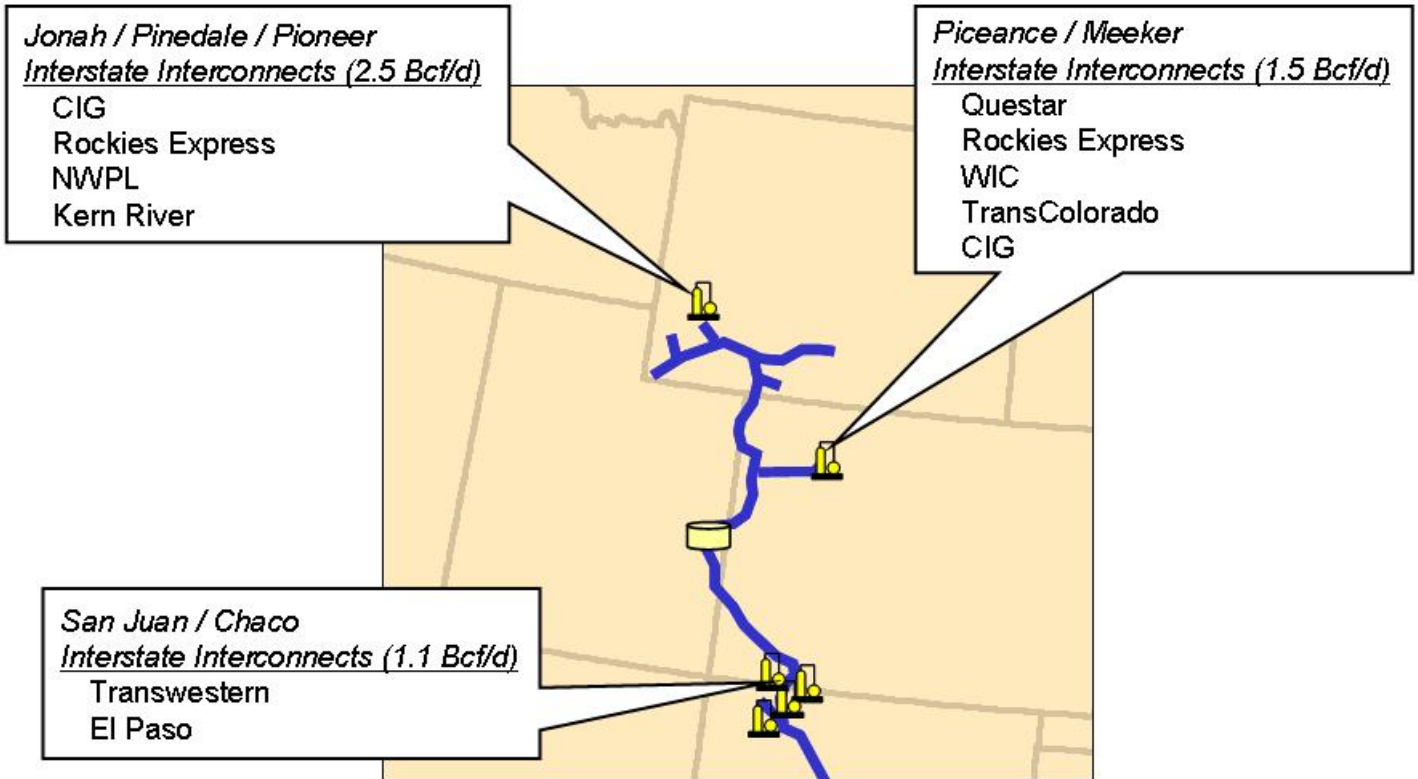 Jonah / Pinedale / Pioneer
Interstate Interconnects (2.5 Bcf/d)
CIG
Rockies Express
NWPL
Kern River
Piceance / Meeker
Interstate Interconnects (1.5 Bcf/d)
Questar
Rockies Express
WIC
TransColorado
CIG
San Juan / Chaco
Interstate Interconnects (1.1 Bcf/d)
Transwestern
El Paso